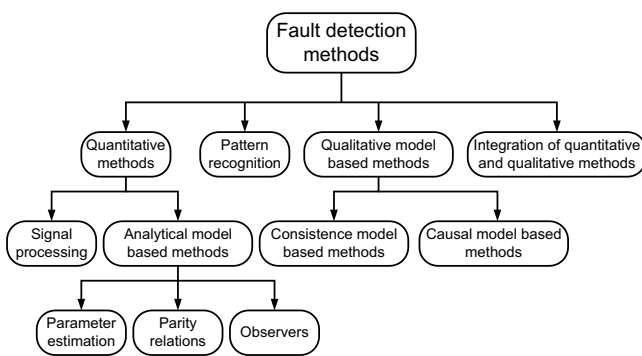 Fault detection
methods
Quantitative
methods
Pattern
recognition
Qualitative model
based methods
Integration of quantitative
and qualitative methods
Signal
processing
Analytical model
based methods
Consistence model
based methods
Causal model based
methods
Parameter
estimation
Parity
relations
Observers